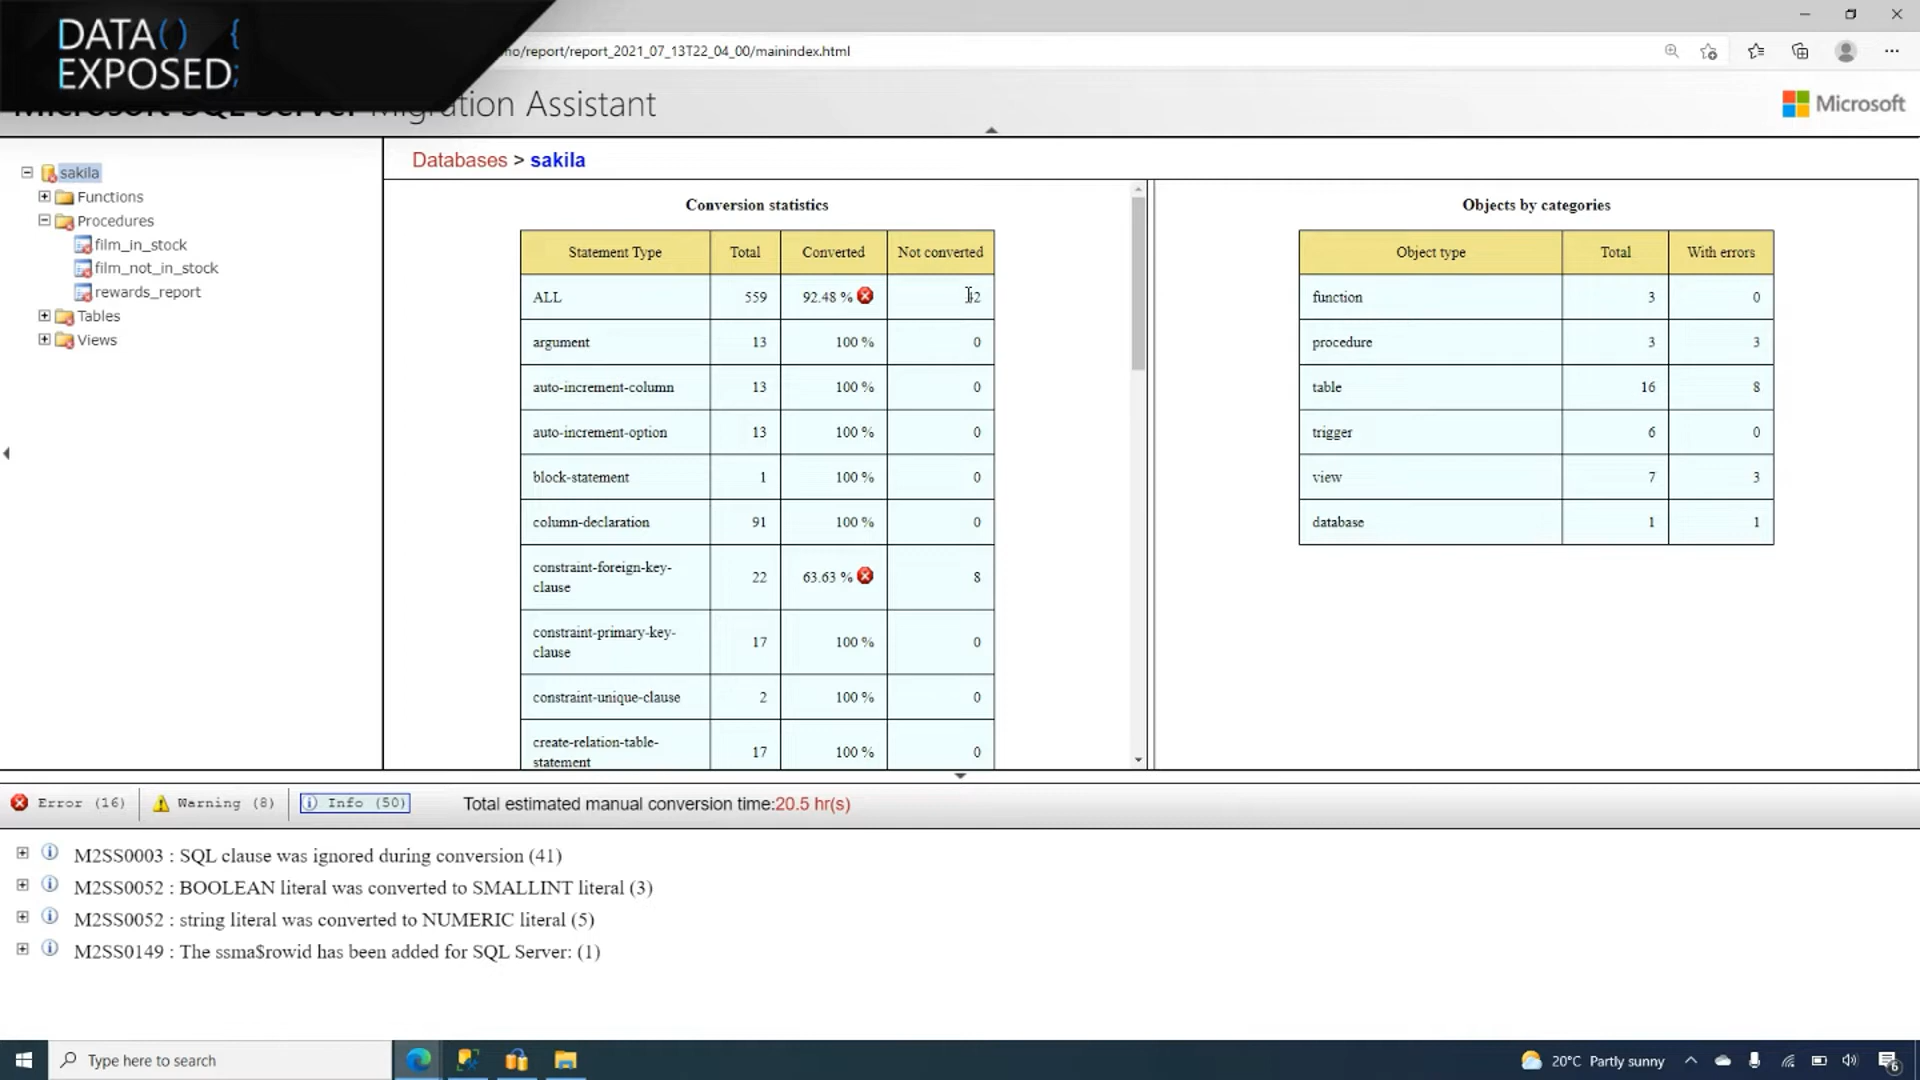 DATA() {
EXPOSED;
no/report/report_2021_07_13T22_04_00/mainindex.html
Migration Assistant
Microsoft
sakila
Functions
Procedures
film_in_stock
film_not_in_stock
rewards_report
Tables
Views
Databases > sakila
Conversion statistics
Statement Type Total Converted Not converted
ALL 559 92.48 %
argument 13 100 % 0
auto-increment-column 13 100 % 0
auto-increment-option 13 100 % 0
block-statement 1 100 % 0
column-declaration 91 100 % 0
constraint-foreign-key-
clause 22 63.63 % 8
constraint-primary-key-
clause 17 100 % 0
constraint-unique-clause 2 100 % 0
create-relation-table-
statement 17 100 % 0
Objects by categories
Object type Total With errors
function 3 0
procedure 3 3
table 16 8
trigger 6 0
view 7 3
database 1 1
Error (16) Warning (8) Info (50) Total estimated manual conversion time:20.5 hr(s)
M2SS0003 : SQL clause was ignored during conversion (41)
M2SS0052 : BOOLEAN literal was converted to SMALLINT literal (3)
M2SS0052 : string literal was converted to NUMERIC literal (5)
M2SS0149 : The ssma$rowid has been added for SQL Server: (1)
Type here to search
20°C Partly sunny
6